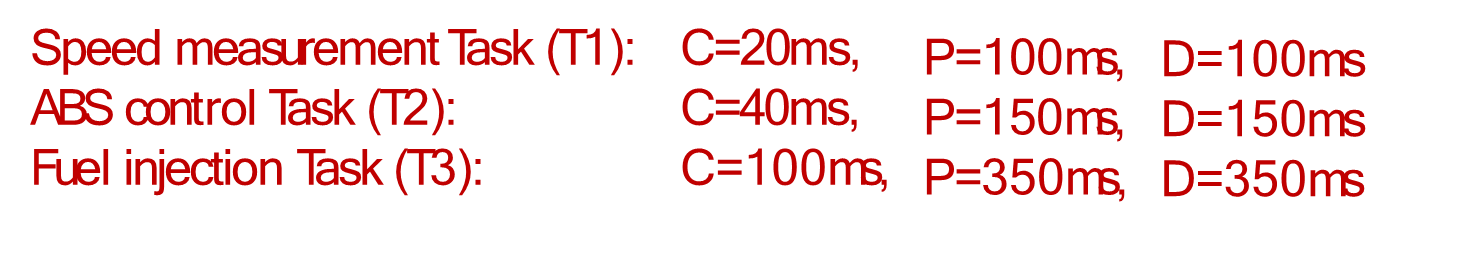 Speed measurement Task (T1): C=20ms, P=100ms, D=100ms
ABS control Task (T2): C=40ms, P=150ms, D=150ms
Fuel injection Task (T3): C=100ms, P=350ms, D=350ms